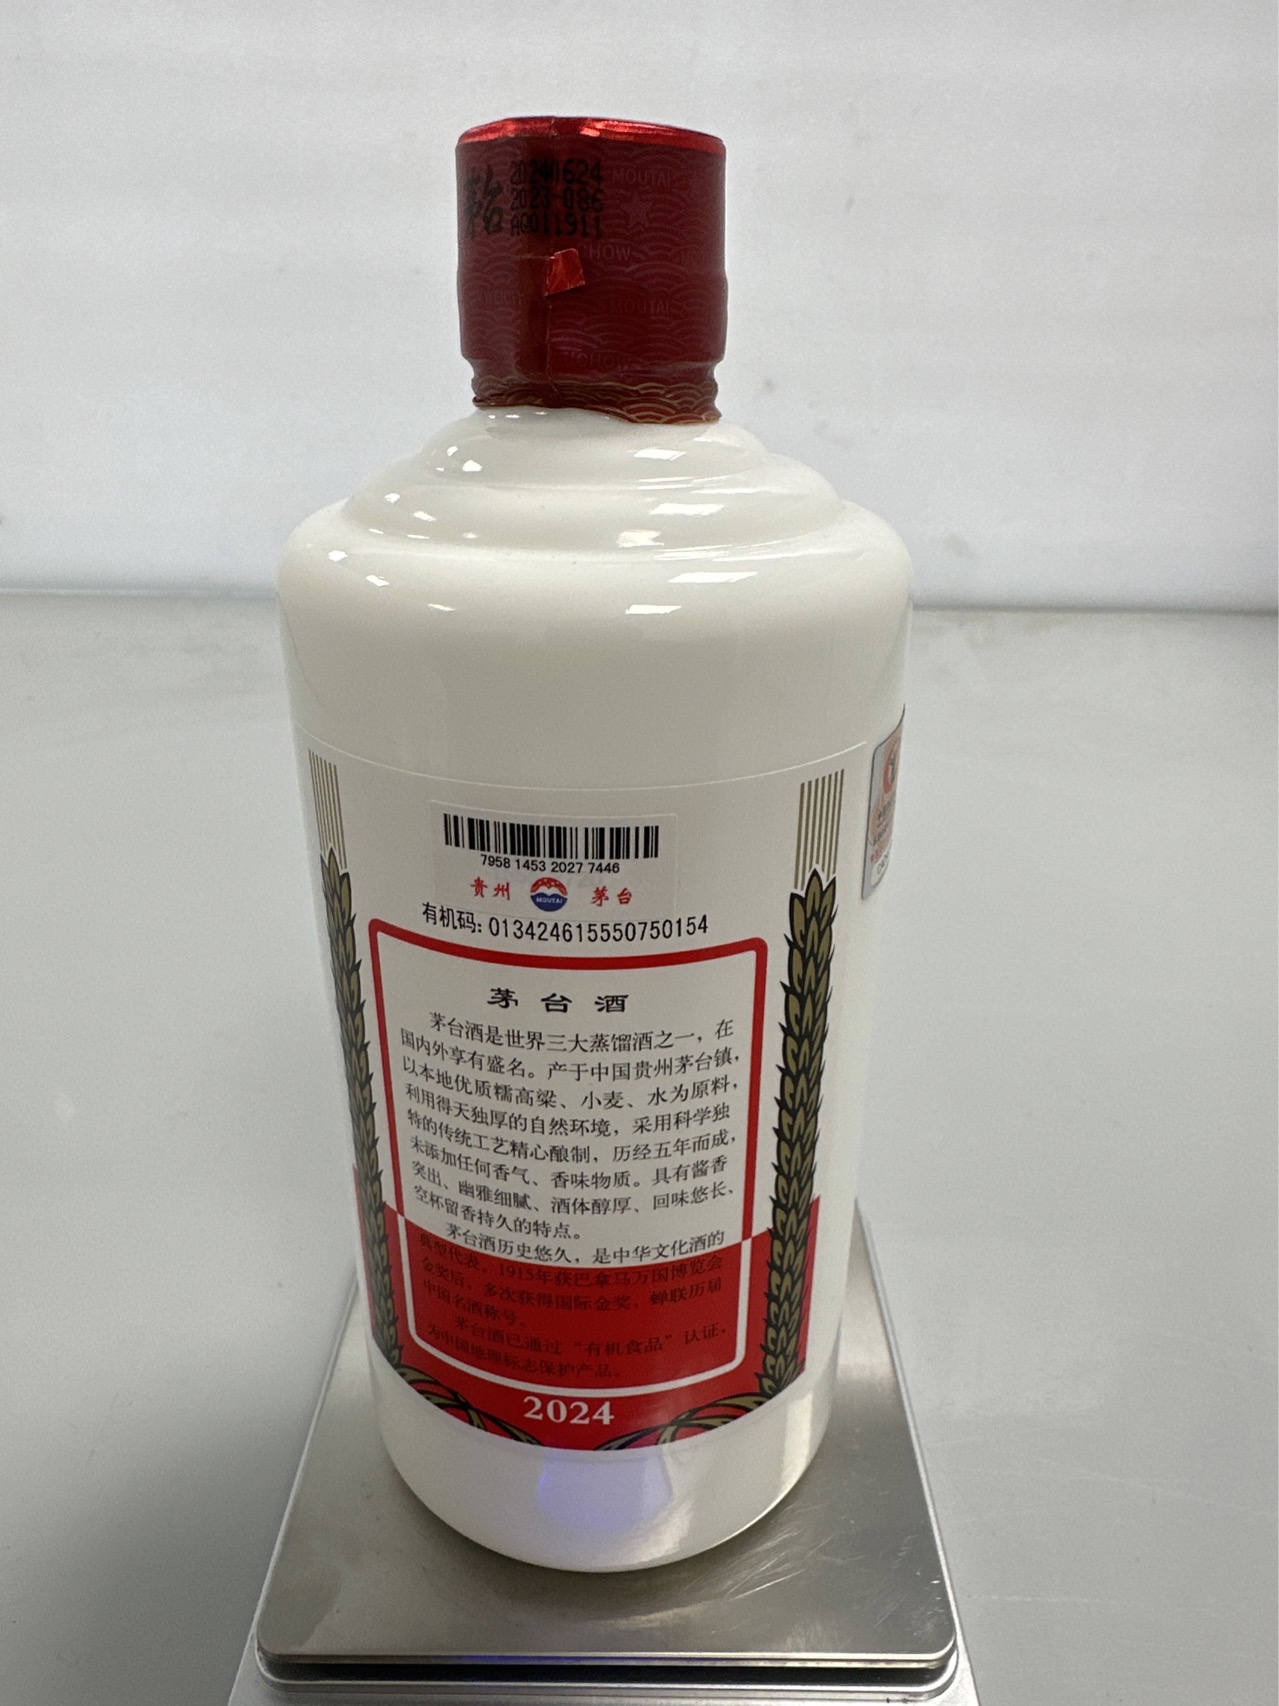 茅台
20240624
2023-086
AG011911
MOUTAI
CHOW
MOUTAI
7958 1453 2027 7446
贵州 MOUTAI 茅台
有机码: 013424615550750154
茅台酒
茅台酒是世界三大蒸馏酒之一，在
国内外享有盛名。产于中国贵州茅台镇，
以本地优质糯高粱、小麦、水为原料，
利用得天独厚的自然环境，采用科学独
特的传统工艺精心酿制，历经五年而成，
未添加任何香气、香味物质。具有酱香
突出、幽雅细腻、酒体醇厚、回味悠长、
空杯留香持久的特点。
茅台酒历史悠久，是中华文化酒的
典型代表，1915年获巴拿马万国博览会
金奖后，多次获得国际金奖，蝉联历届
中国名酒称号。
茅台酒已通过“有机食品”认证，
为中国地理标志保护产品。
2024